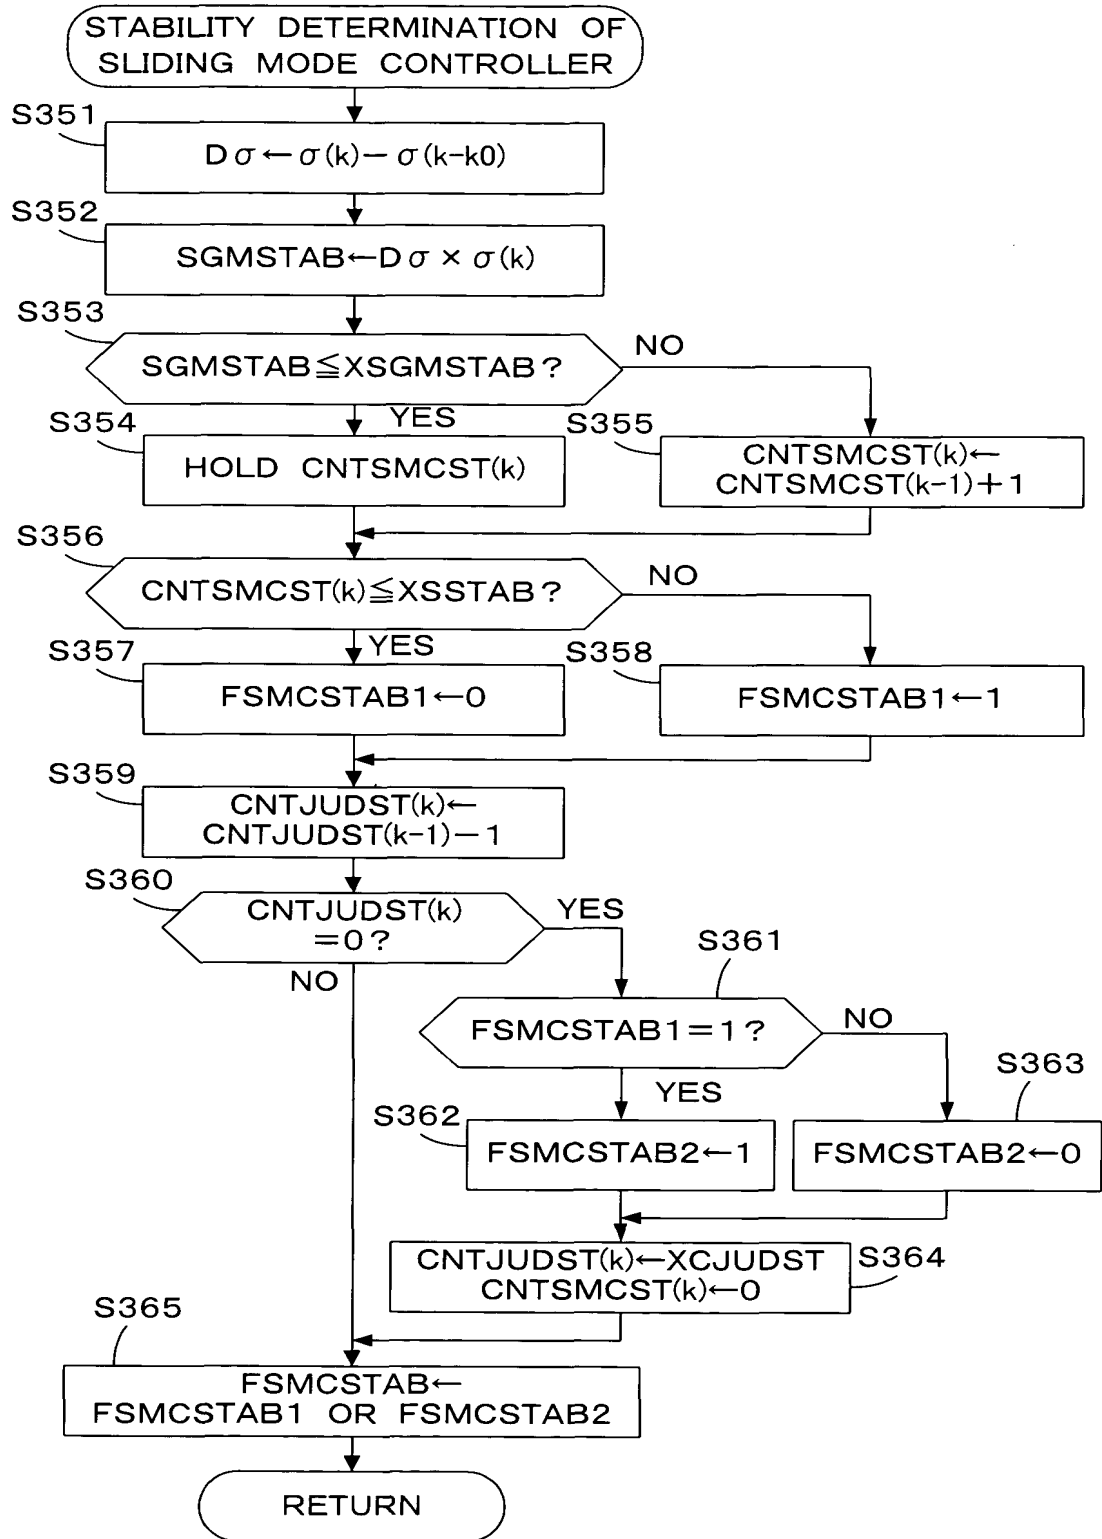 STABILITY DETERMINATION OF
SLIDING MODE CONTROLLER
S351
Dσ←σ(k)−σ(k-k0)
S352
SGMSTAB←Dσ×σ(k)
S353
SGMSTAB≦XSGMSTAB?
NO
YES
S354
HOLD CNTSMCST(k)
S355
CNTSMCST(k)←
CNTSMCST(k-1)+1
S356
CNTSMCST(k)≦XSSTAB?
NO
YES
S357
FSMCSTAB1←0
S358
FSMCSTAB1←1
S359
CNTJUDST(k)←
CNTJUDST(k-1)−1
S360
CNTJUDST(k)
=0?
YES
NO
S361
FSMCSTAB1=1?
NO
YES
S362
FSMCSTAB2←1
S363
FSMCSTAB2←0
CNTJUDST(k)←XCJUDST
CNTSMCST(k)←0
S364
S365
FSMCSTAB←
FSMCSTAB1 OR FSMCSTAB2
RETURN